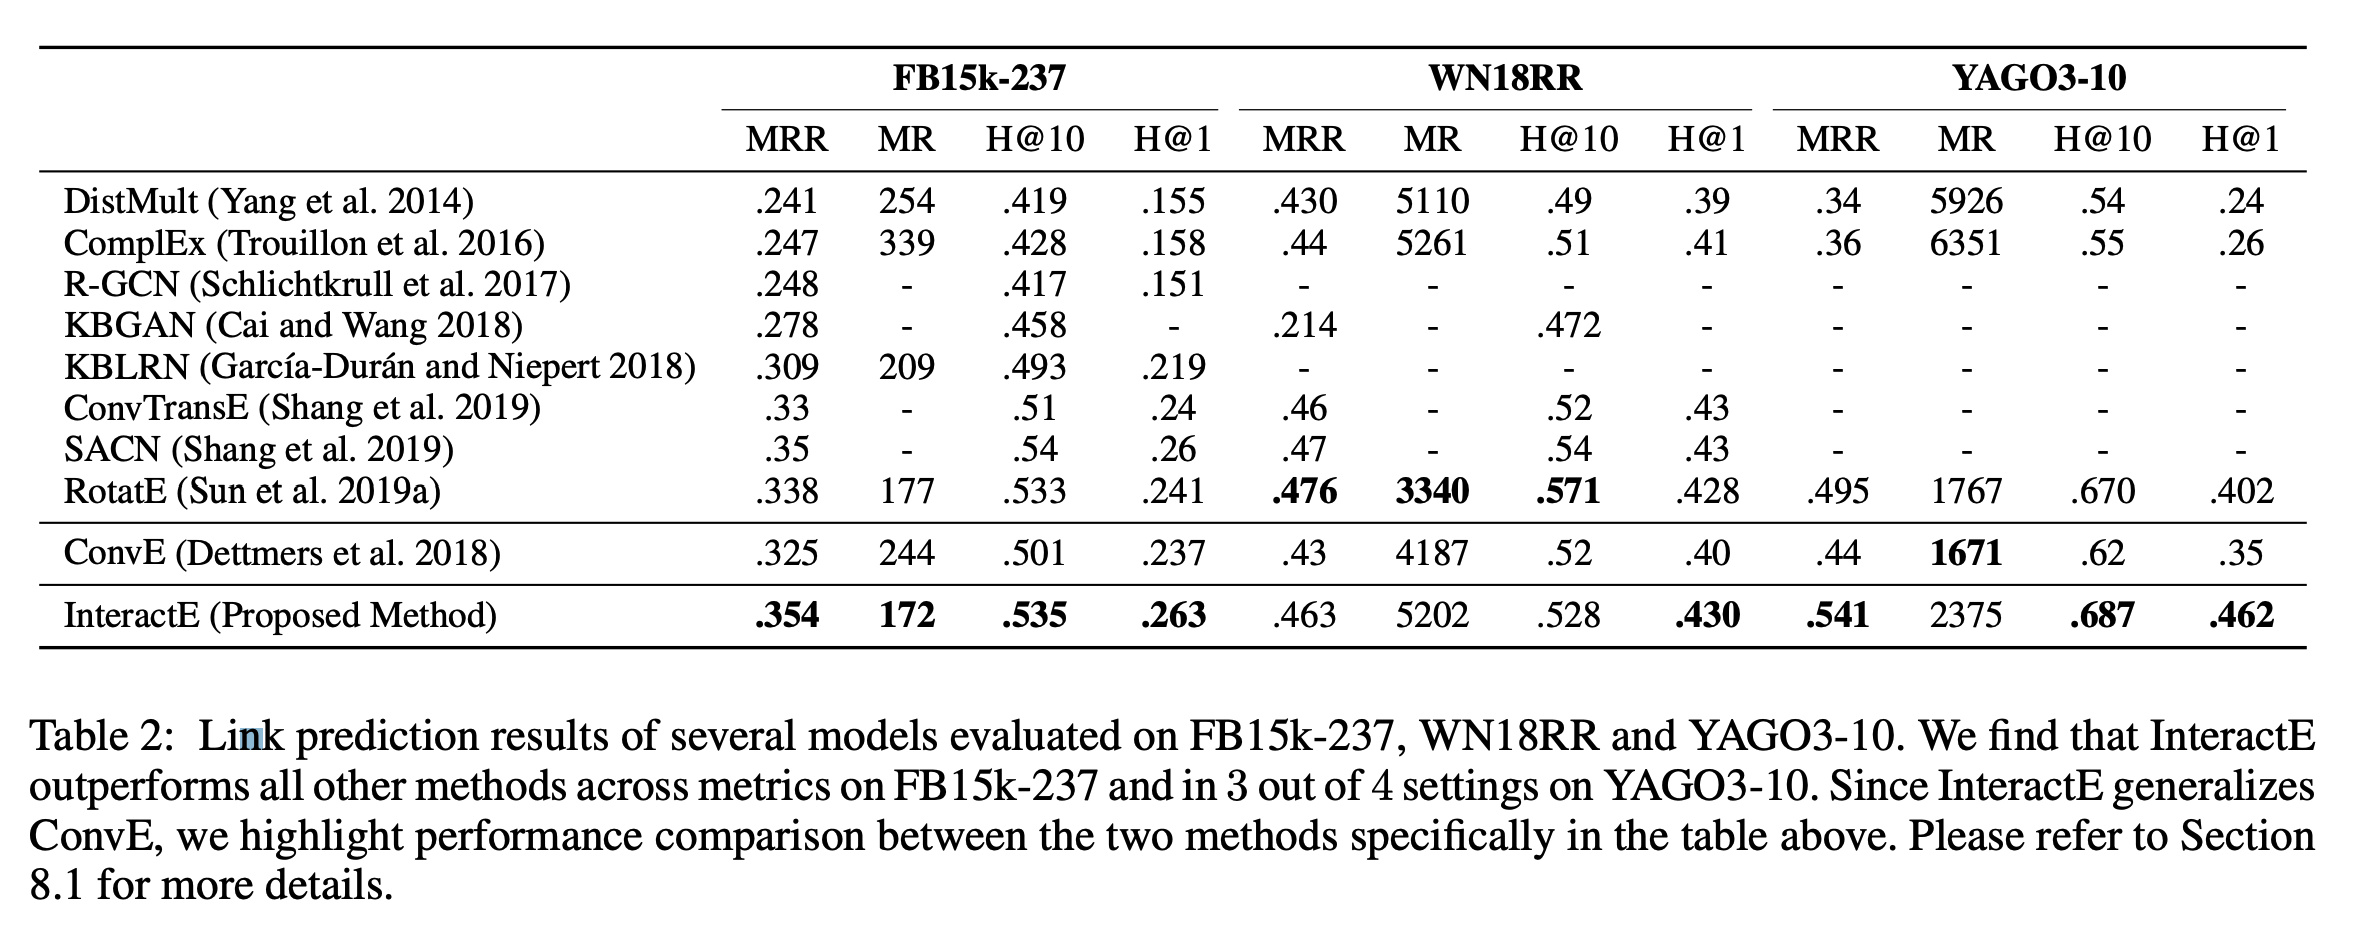 FB15k-237 WN18RR YAGO3-10
MRR MR H@10 H@1 MRR MR H@10 H@1 MRR MR H@10 H@1
DistMult (Yang et al. 2014) .241 254 .419 .155 .430 5110 .49 .39 .34 5926 .54 .24
ComplEx (Trouillon et al. 2016) .247 339 .428 .158 .44 5261 .51 .41 .36 6351 .55 .26
R-GCN (Schlichtkrull et al. 2017) .248 - .417 .151 - - - - - - - -
KBGAN (Cai and Wang 2018) .278 - .458 - .214 - .472 - - - - -
KBLRN (García-Durán and Niepert 2018) .309 209 .493 .219 - - - - - - - -
ConvTransE (Shang et al. 2019) .33 - .51 .24 .46 - .52 .43 - - - -
SACN (Shang et al. 2019) .35 - .54 .26 .47 - .54 .43 - - - -
RotatE (Sun et al. 2019a) .338 177 .533 .241 .476 3340 .571 .428 .495 1767 .670 .402
ConvE (Dettmers et al. 2018) .325 244 .501 .237 .43 4187 .52 .40 .44 1671 .62 .35
InteractE (Proposed Method) .354 172 .535 .263 .463 5202 .528 .430 .541 2375 .687 .462
Table 2: Link prediction results of several models evaluated on FB15k-237, WN18RR and YAGO3-10. We find that InteractE
outperforms all other methods across metrics on FB15k-237 and in 3 out of 4 settings on YAGO3-10. Since InteractE generalizes
ConvE, we highlight performance comparison between the two methods specifically in the table above. Please refer to Section
8.1 for more details.